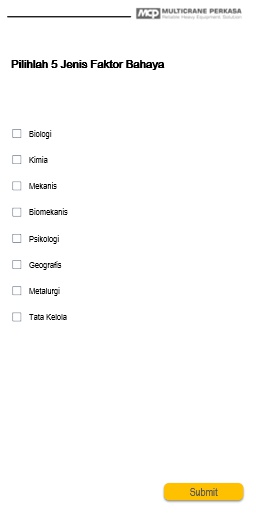 MCP MULTICRANE PERKASA
Reliable Heavy Equipment Solution
Pilihlah 5 Jenis Faktor Bahaya
Biologi
Kimia
Mekanis
Biomekanis
Psikologi
Geografis
Metalurgi
Tata Kelola
Submit